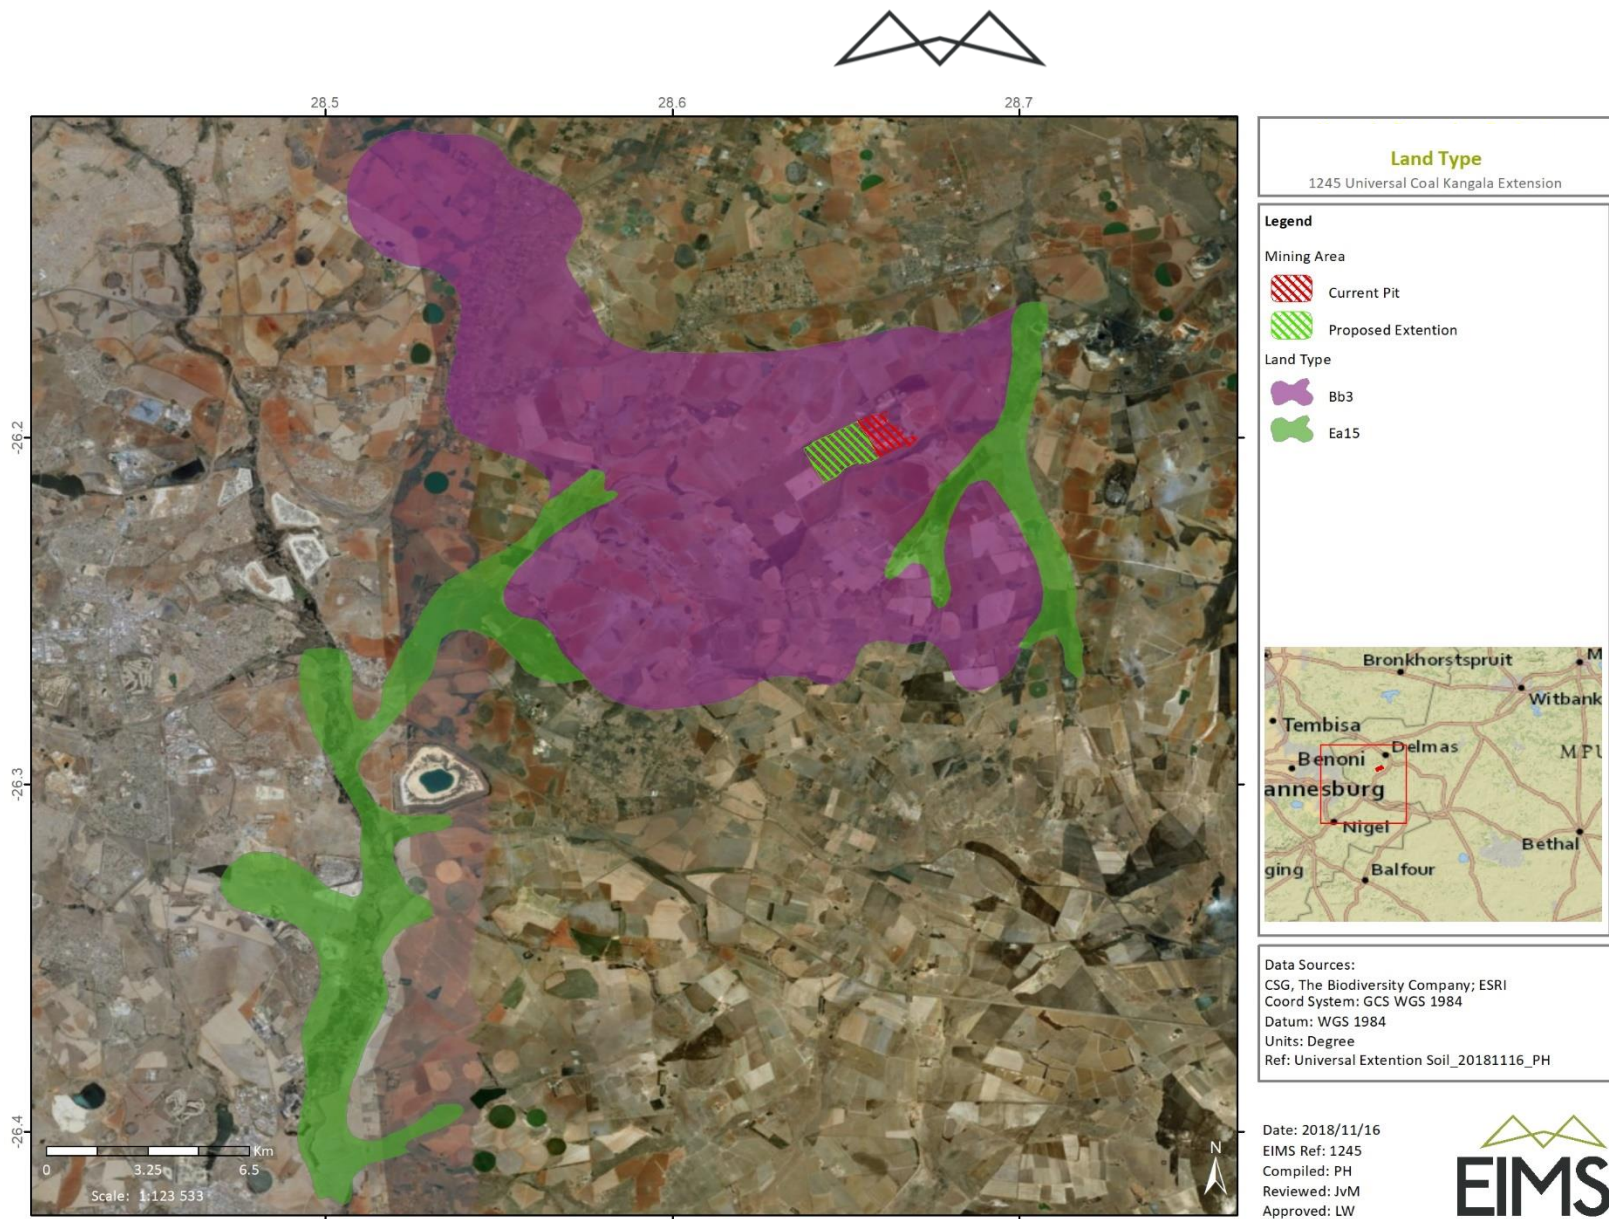 28.5
28.6
28.7
-26.2
-26.3
-26.4
Km
0
3.25
6.5
Scale: 1:123 533
N
Land Type
1245 Universal Coal Kangala Extension
Legend
Mining Area
Current Pit
Proposed Extention
Land Type
Bb3
Ea15
Bronkhorstspruit
M
Witbank
Tembisa
Delmas
MPU
Benoni
annesburg
Nigel
Bethal
ging
Balfour
Data Sources:
CSG, The Biodiversity Company; ESRI
Coord System: GCS WGS 1984
Datum: WGS 1984
Units: Degree
Ref: Universal Extention Soil_20181116_PH
Date: 2018/11/16
EIMS Ref: 1245
Compiled: PH
Reviewed: JvM
Approved: LW
EIMS